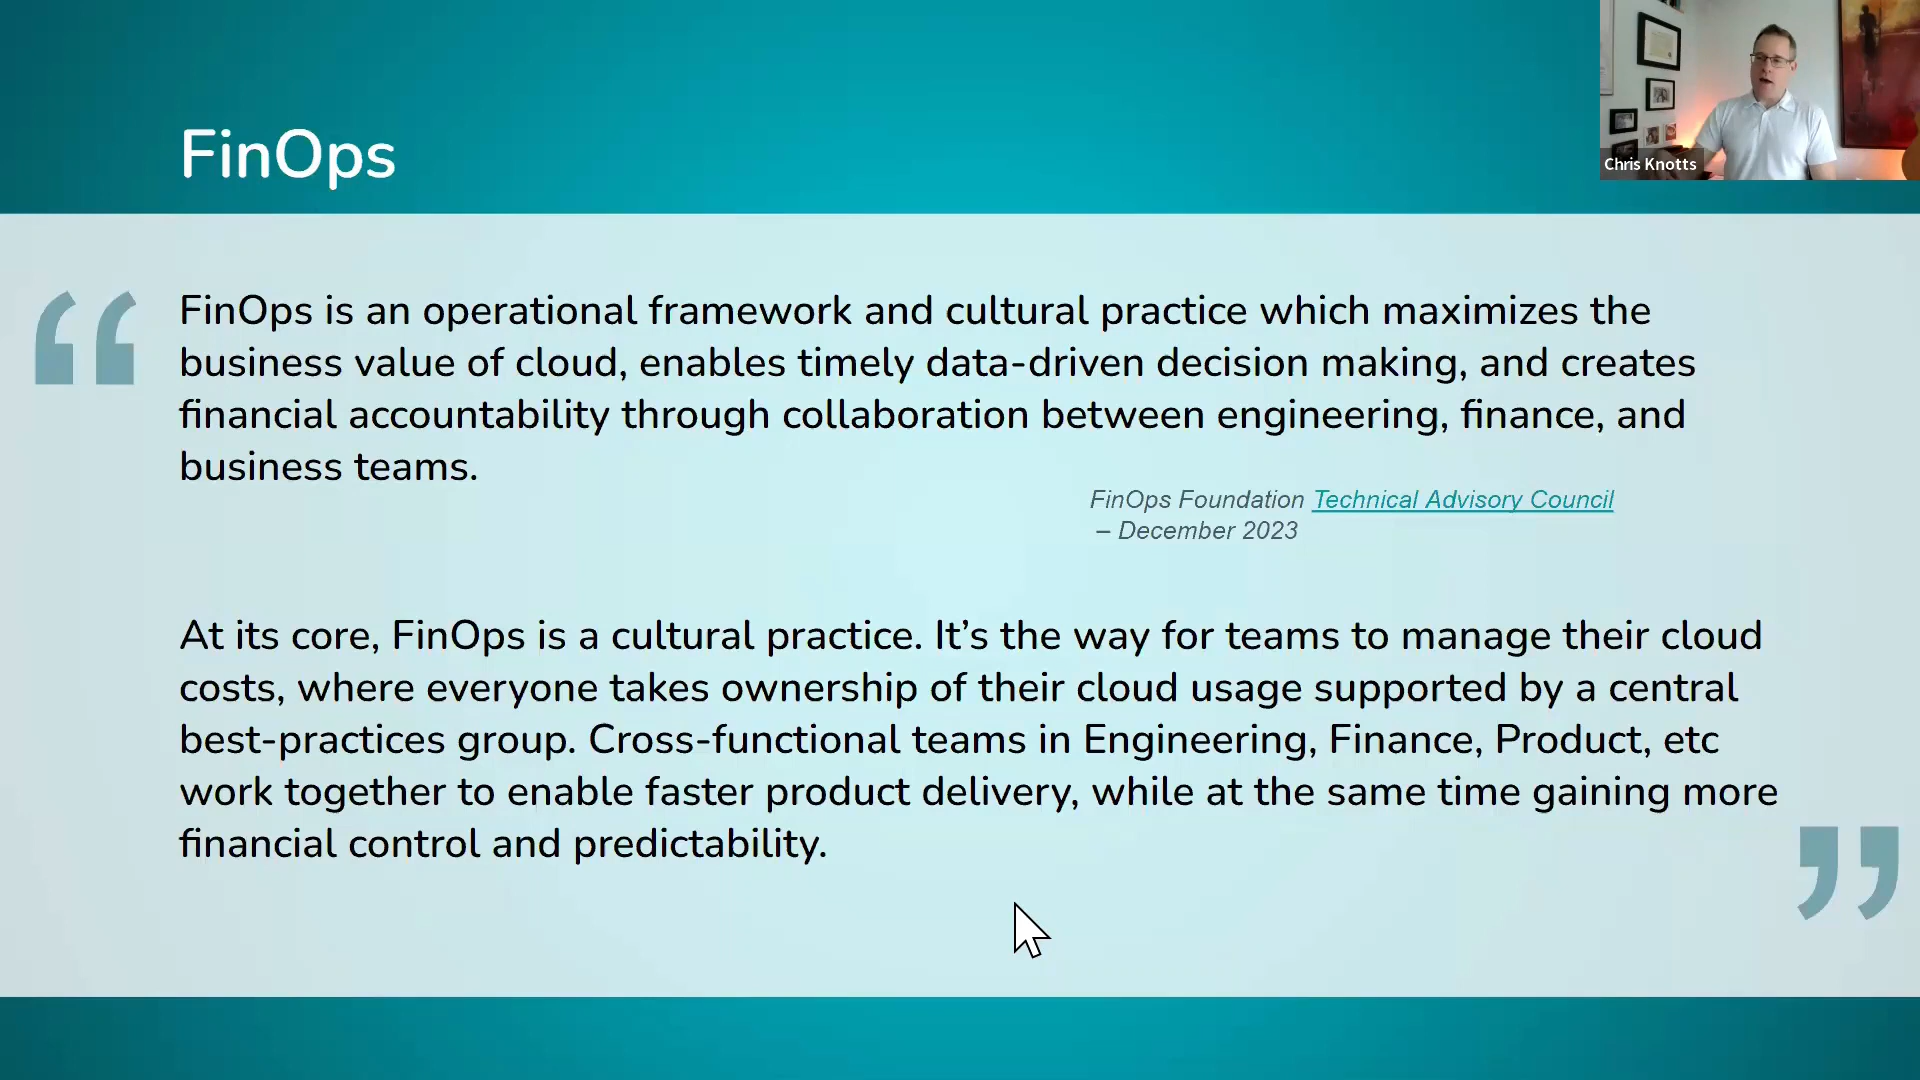 FinOps
Chris Knotts
“
FinOps is an operational framework and cultural practice which maximizes the
business value of cloud, enables timely data-driven decision making, and creates
financial accountability through collaboration between engineering, finance, and
business teams.
FinOps Foundation Technical Advisory Council
– December 2023
At its core, FinOps is a cultural practice. It’s the way for teams to manage their cloud
costs, where everyone takes ownership of their cloud usage supported by a central
best-practices group. Cross-functional teams in Engineering, Finance, Product, etc
work together to enable faster product delivery, while at the same time gaining more
financial control and predictability.
”